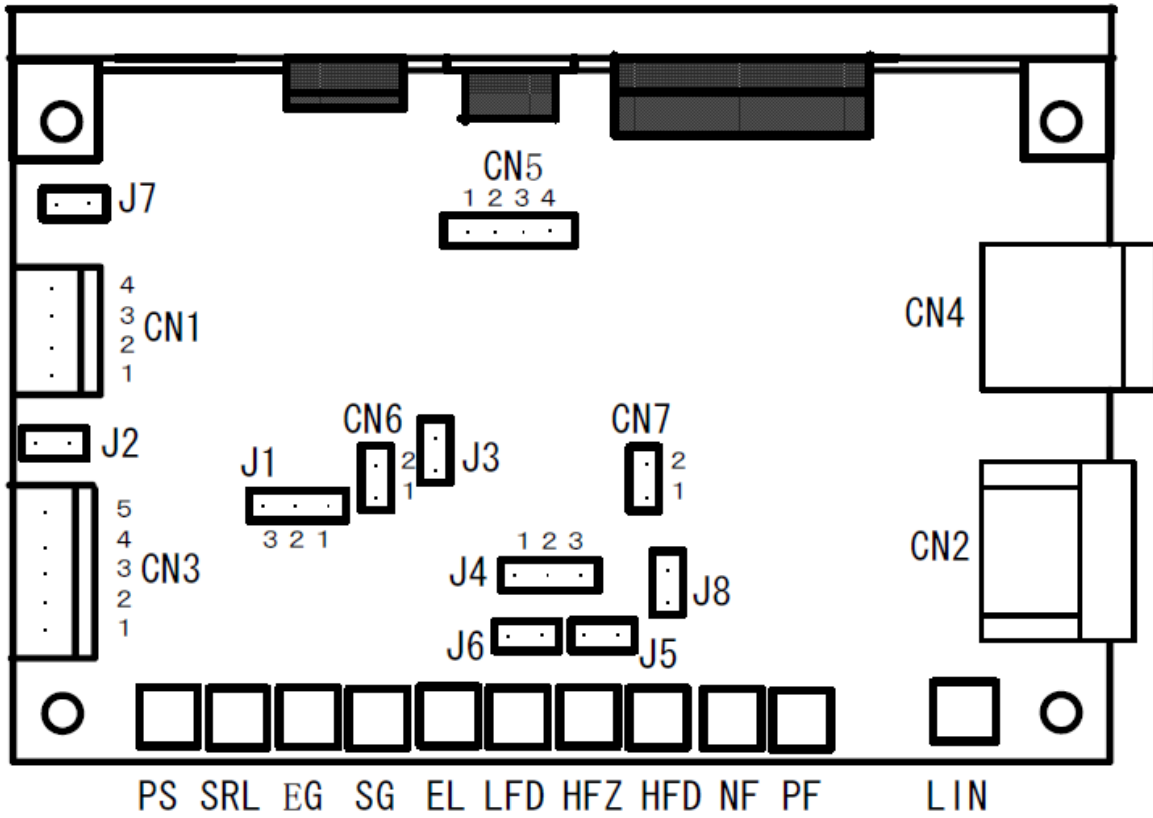 CN5
1 2 3 4
J7
4
3
2
1
CN1
CN4
J2
CN6
2
1
J3
CN7
2
1
J1
3 2 1
5
4
3
2
1
CN3
CN2
1 2 3
J4
J8
J6
J5
PS SRL EG SG EL LFD HFZ HFD NF PF LIN